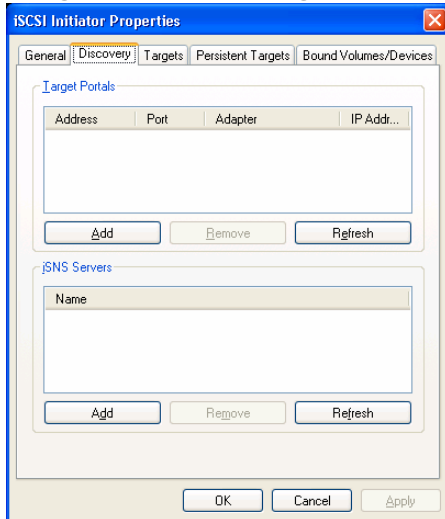 iSCSI Initiator Properties
General Discovery Targets Persistent Targets Bound Volumes/Devices
Target Portals
Address Port Adapter IP Addr...
Add Remove Refresh
iSNS Servers
Name
Add Remove Refresh
OK Cancel Apply